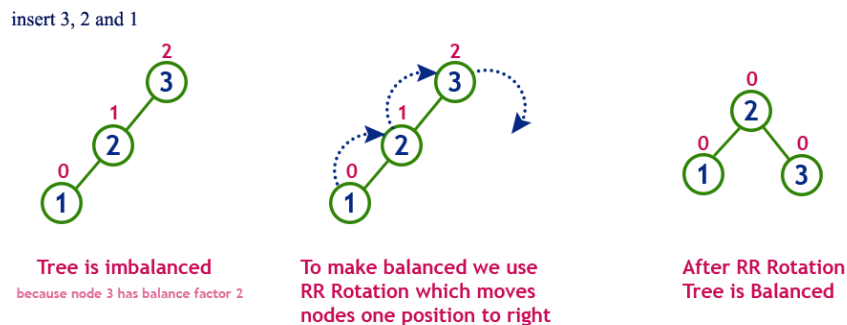 insert 3, 2 and 1
2
3
1
2
0
1
Tree is imbalanced
because node 3 has balance factor 2
2
3
1
2
0
1
To make balanced we use
RR Rotation which moves
nodes one position to right
0
2
0
0
1
3
After RR Rotation
Tree is Balanced